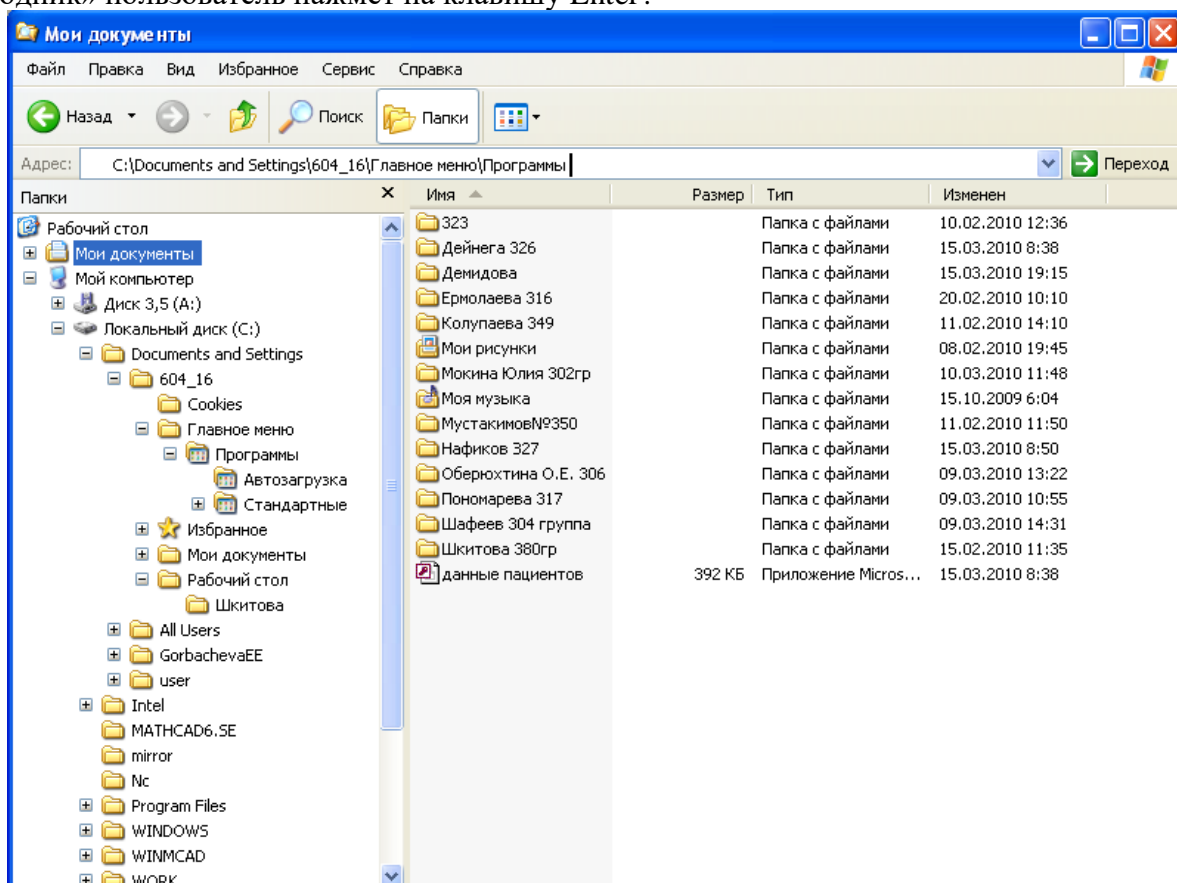 одник» пользователь нажмет на клавишу Enter?
Мои документы
Файл Правка Вид Избранное Сервис Справка
Назад Поиск Папки
Адрес: C:\Documents and Settings\604_16\Главное меню\Программы Переход
Папки
Рабочий стол
Мои документы
Мой компьютер
Диск 3,5 (A:)
Локальный диск (C:)
Documents and Settings
604_16
Cookies
Главное меню
Программы
Автозагрузка
Стандартные
Избранное
Мои документы
Рабочий стол
Шкитова
All Users
GorbachevaEE
user
Intel
MATHCAD6.SE
mirror
Nc
Program Files
WINDOWS
WINMCAD
WORK
Имя Размер Тип Изменен
323 Папка с файлами 10.02.2010 12:36
Дейнега 326 Папка с файлами 15.03.2010 8:38
Демидова Папка с файлами 15.03.2010 19:15
Ермолаева 316 Папка с файлами 20.02.2010 10:10
Колупаева 349 Папка с файлами 11.02.2010 14:10
Мои рисунки Папка с файлами 08.02.2010 19:45
Мокина Юлия 302гр Папка с файлами 10.03.2010 11:48
Моя музыка Папка с файлами 15.10.2009 6:04
Мустакимов№350 Папка с файлами 11.02.2010 11:50
Нафиков 327 Папка с файлами 15.03.2010 8:50
Оберюхтина О.Е. 306 Папка с файлами 09.03.2010 13:22
Пономарева 317 Папка с файлами 09.03.2010 10:55
Шафеев 304 группа Папка с файлами 09.03.2010 14:31
Шкитова 380гр Папка с файлами 15.02.2010 11:35
данные пациентов 392 КБ Приложение Micros... 15.03.2010 8:38